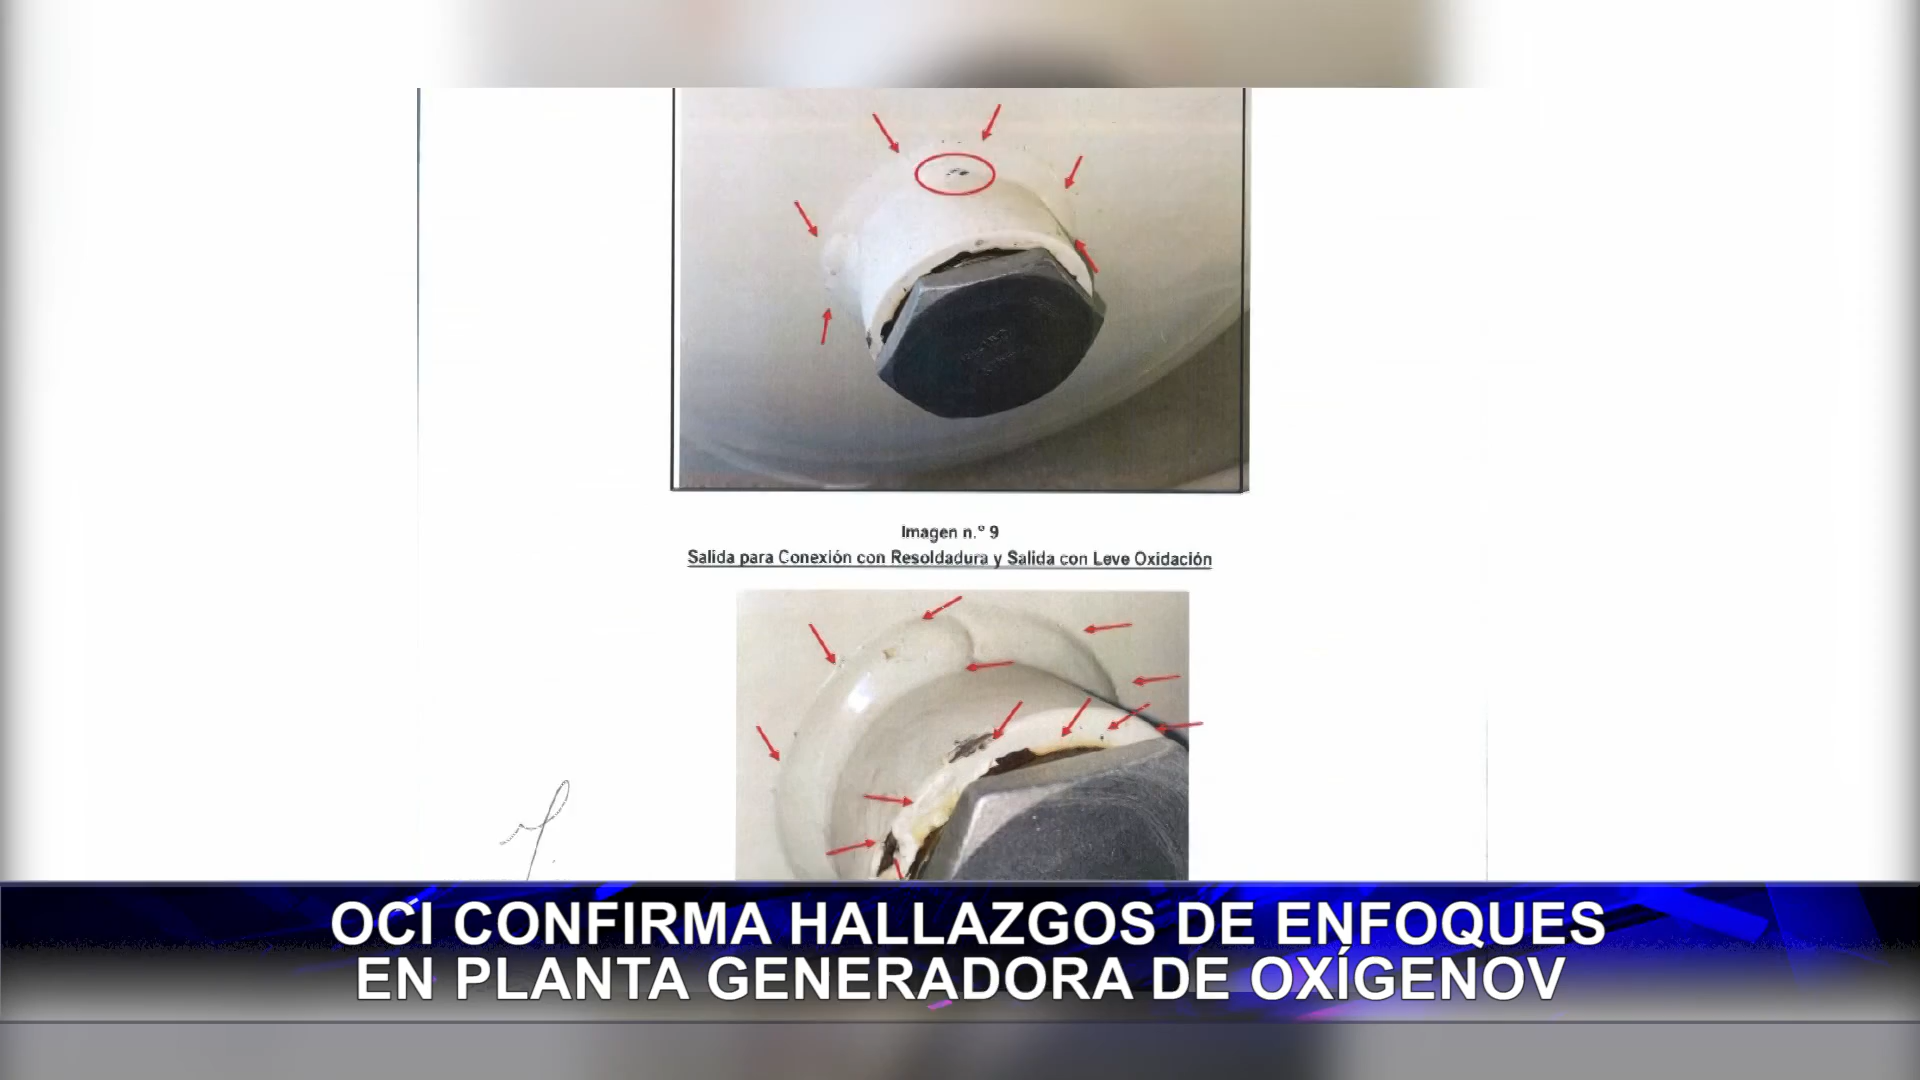 Imagen n.° 9
Salida para Conexión con Resoldadura y Salida con Leve Oxidación
OCI CONFIRMA HALLAZGOS DE ENFOQUES
EN PLANTA GENERADORA DE OXÍGENOV